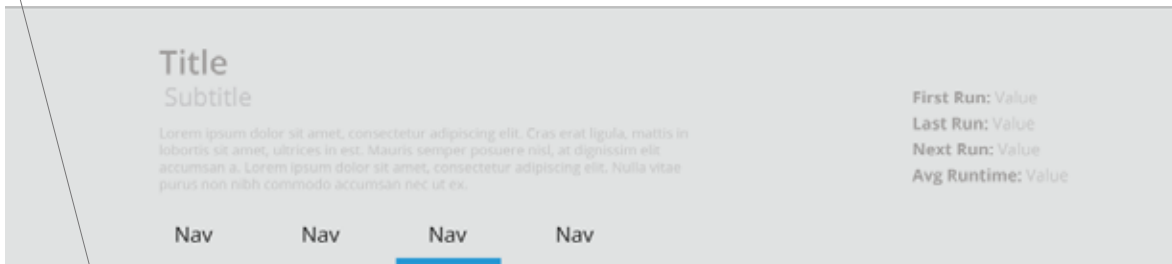 Title
Subtitle
Lorem ipsum dolor sit amet, consectetur adipiscing elit. Cras erat ligula, mattis in
lobortis sit amet, ultrices in est. Mauris semper posuere nisl, at dignissim elit
accumsan a. Lorem ipsum dolor sit amet, consectetur adipiscing elit. Nulla vitae
purus non nibh commodo accumsan nec ut ex.
First Run: Value
Last Run: Value
Next Run: Value
Avg Runtime: Value
Nav Nav Nav Nav